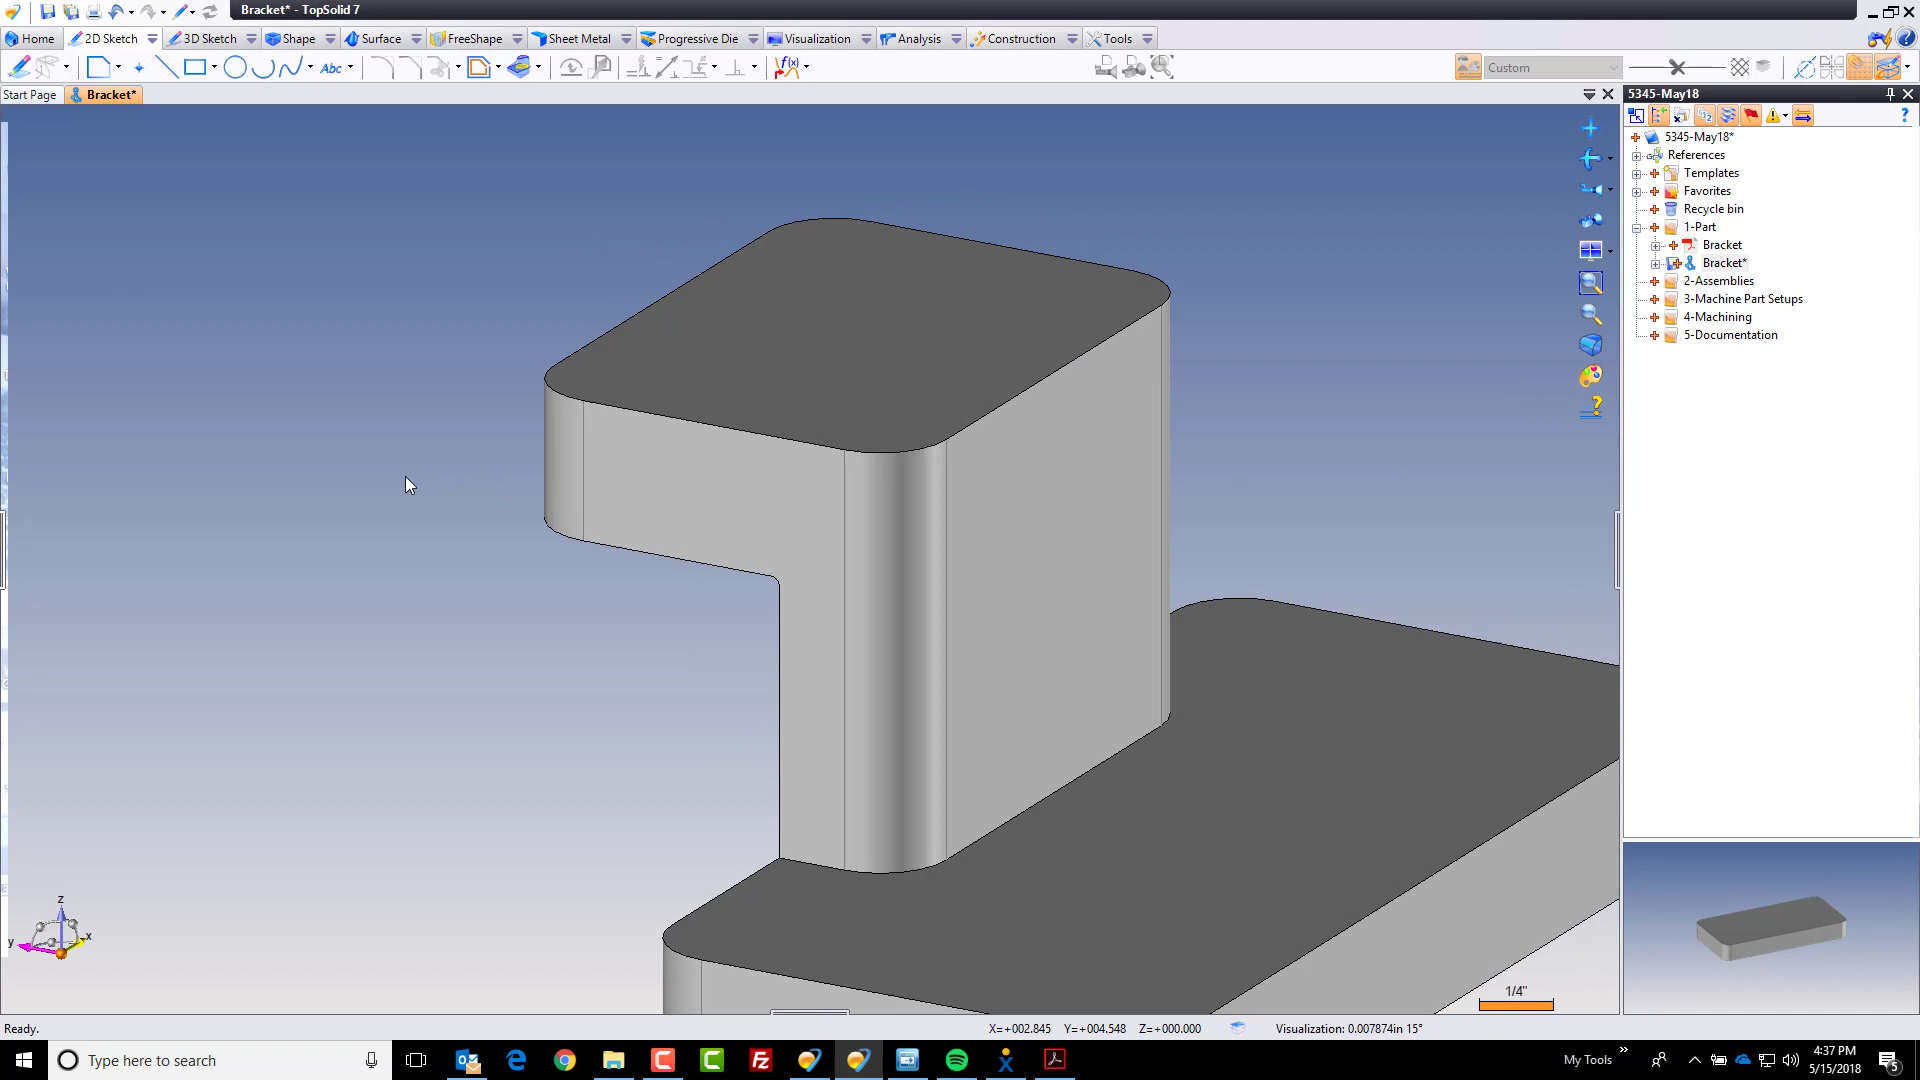 Bracket* - TopSolid 7
Home 2D Sketch 3D Sketch Shape Surface FreeShape Sheet Metal Progressive Die Visualization Analysis Construction Tools
Abc f(x) Custom
Start Page Bracket*
5345-May18
5345-May18*
References
Templates
Favorites
Recycle bin
1-Part
Bracket
Bracket*
2-Assemblies
3-Machine Part Setups
4-Machining
5-Documentation
z
y x
1/4"
Ready. X=+002.845 Y=+004.548 Z=+000.000 Visualization: 0.007874in 15°
Type here to search My Tools 4:37 PM
5/15/2018
5